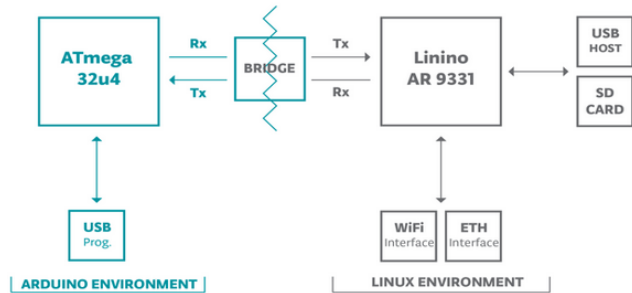 ATmega
32u4
Rx
Tx
BRIDGE
Tx
Rx
Linino
AR 9331
USB
HOST
SD
CARD
USB
Prog.
WiFi
Interface
ETH
Interface
ARDUINO ENVIRONMENT
LINUX ENVIRONMENT